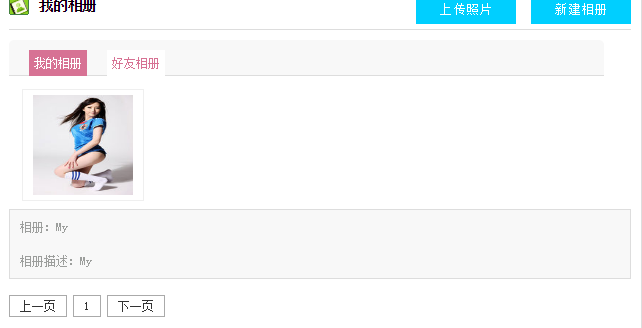 我的相册 上传照片 新建相册
我的相册 好友相册
相册：My
相册描述：My
上一页 1 下一页